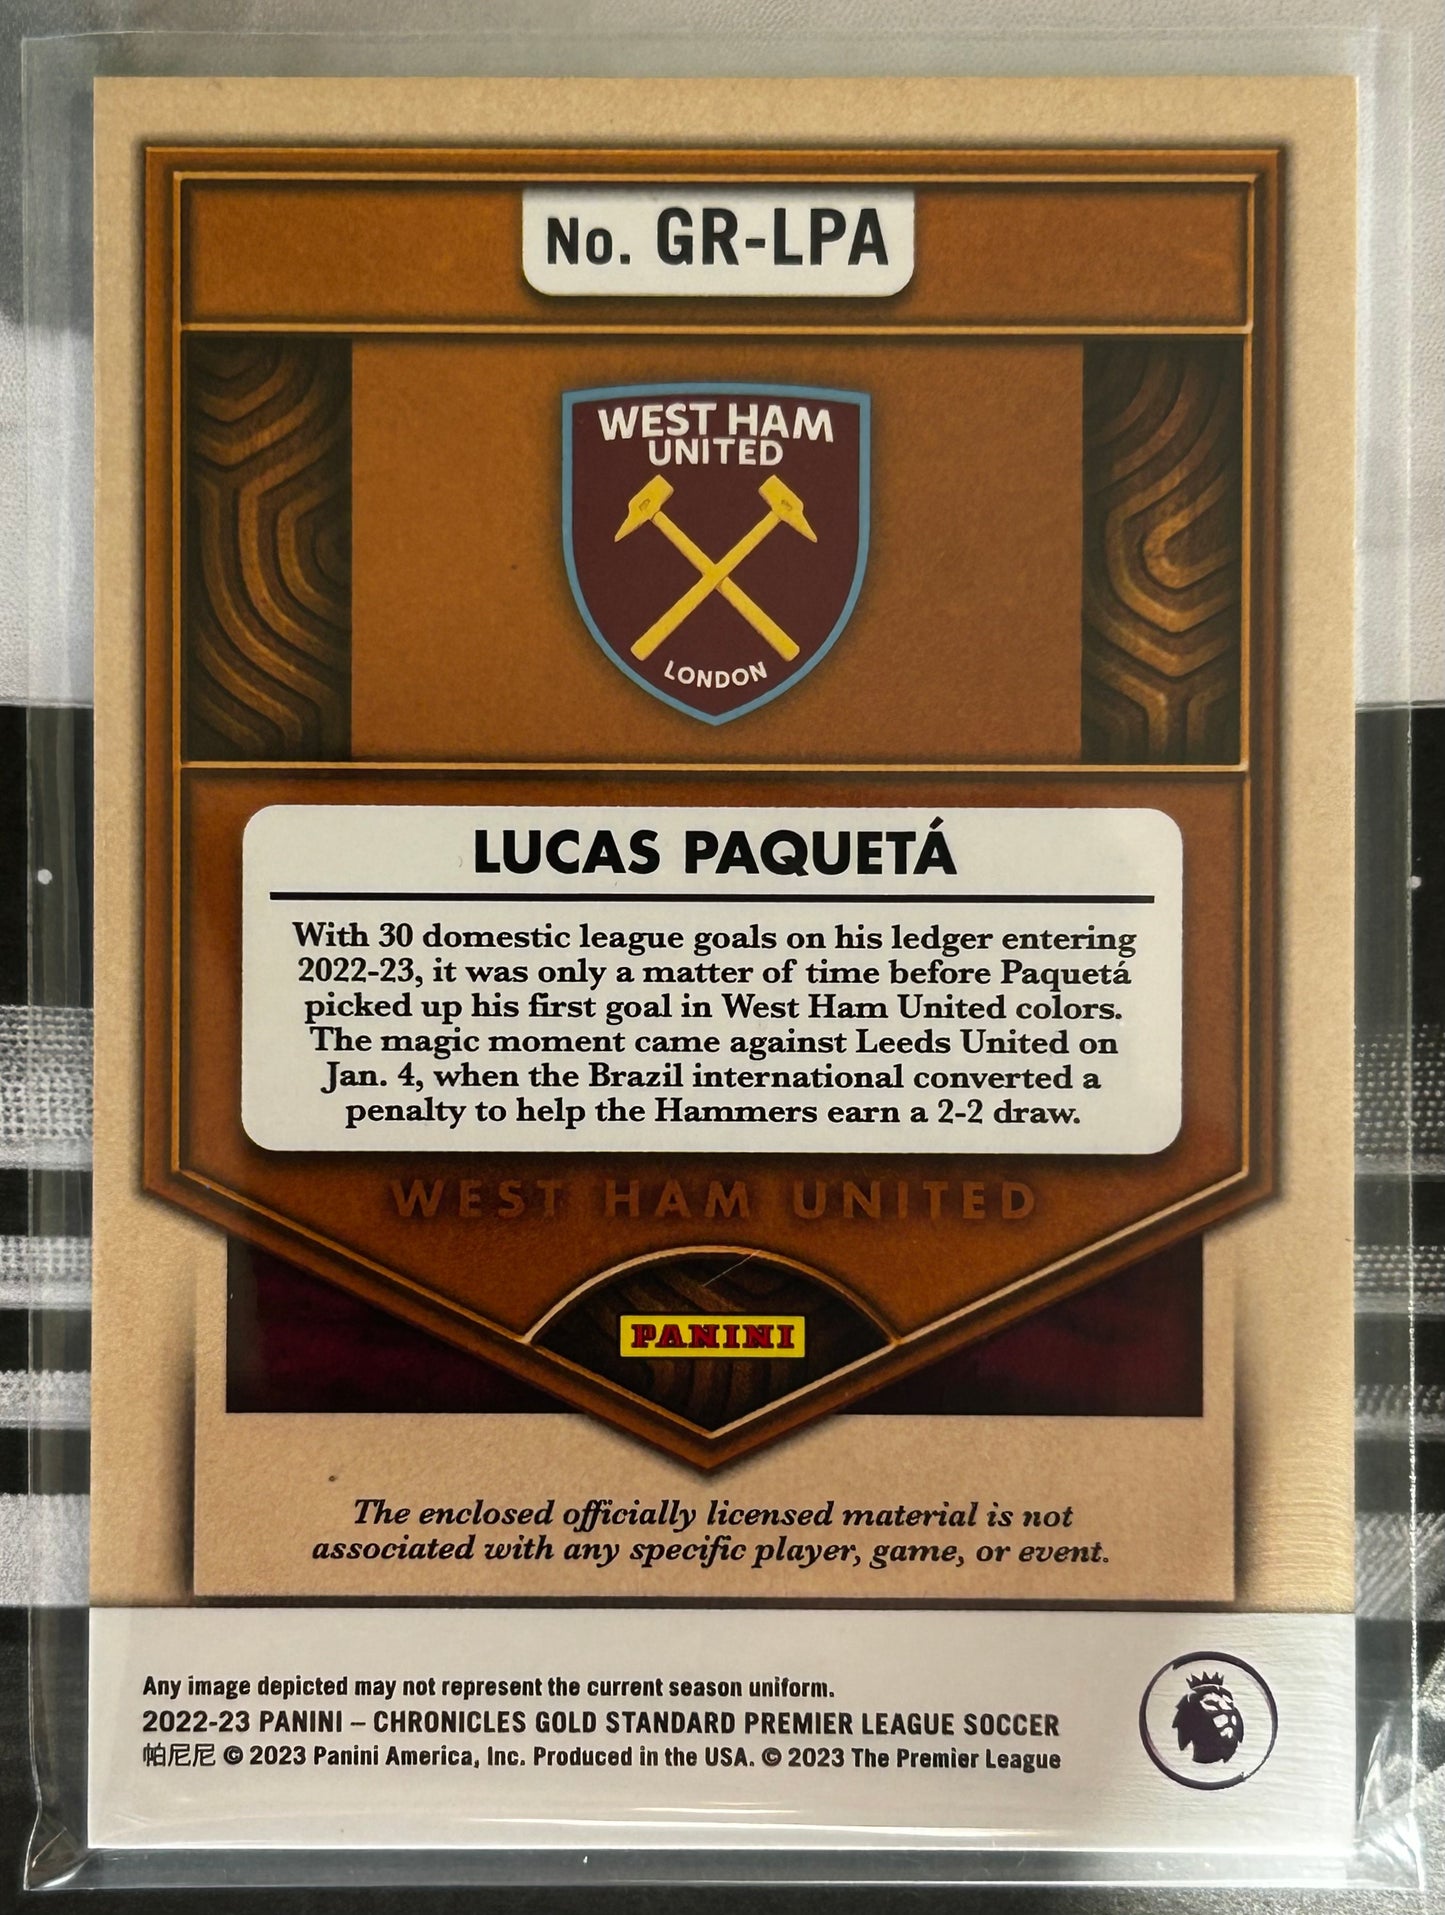 No. GR-LPA
WEST HAM
UNITED
LONDON
LUCAS PAQUETÁ
With 30 domestic league goals on his ledger entering
2022-23, it was only a matter of time before Paquetá
picked up his first goal in West Ham United colors.
The magic moment came against Leeds United on
Jan. 4, when the Brazil international converted a
penalty to help the Hammers earn a 2-2 draw.
WEST HAM UNITED
PANINI
The enclosed officially licensed material is not
associated with any specific player, game, or event.
Any image depicted may not represent the current season uniform.
2022-23 PANINI – CHRONICLES GOLD STANDARD PREMIER LEAGUE SOCCER
帕尼尼 © 2023 Panini America, Inc. Produced in the USA. © 2023 The Premier League